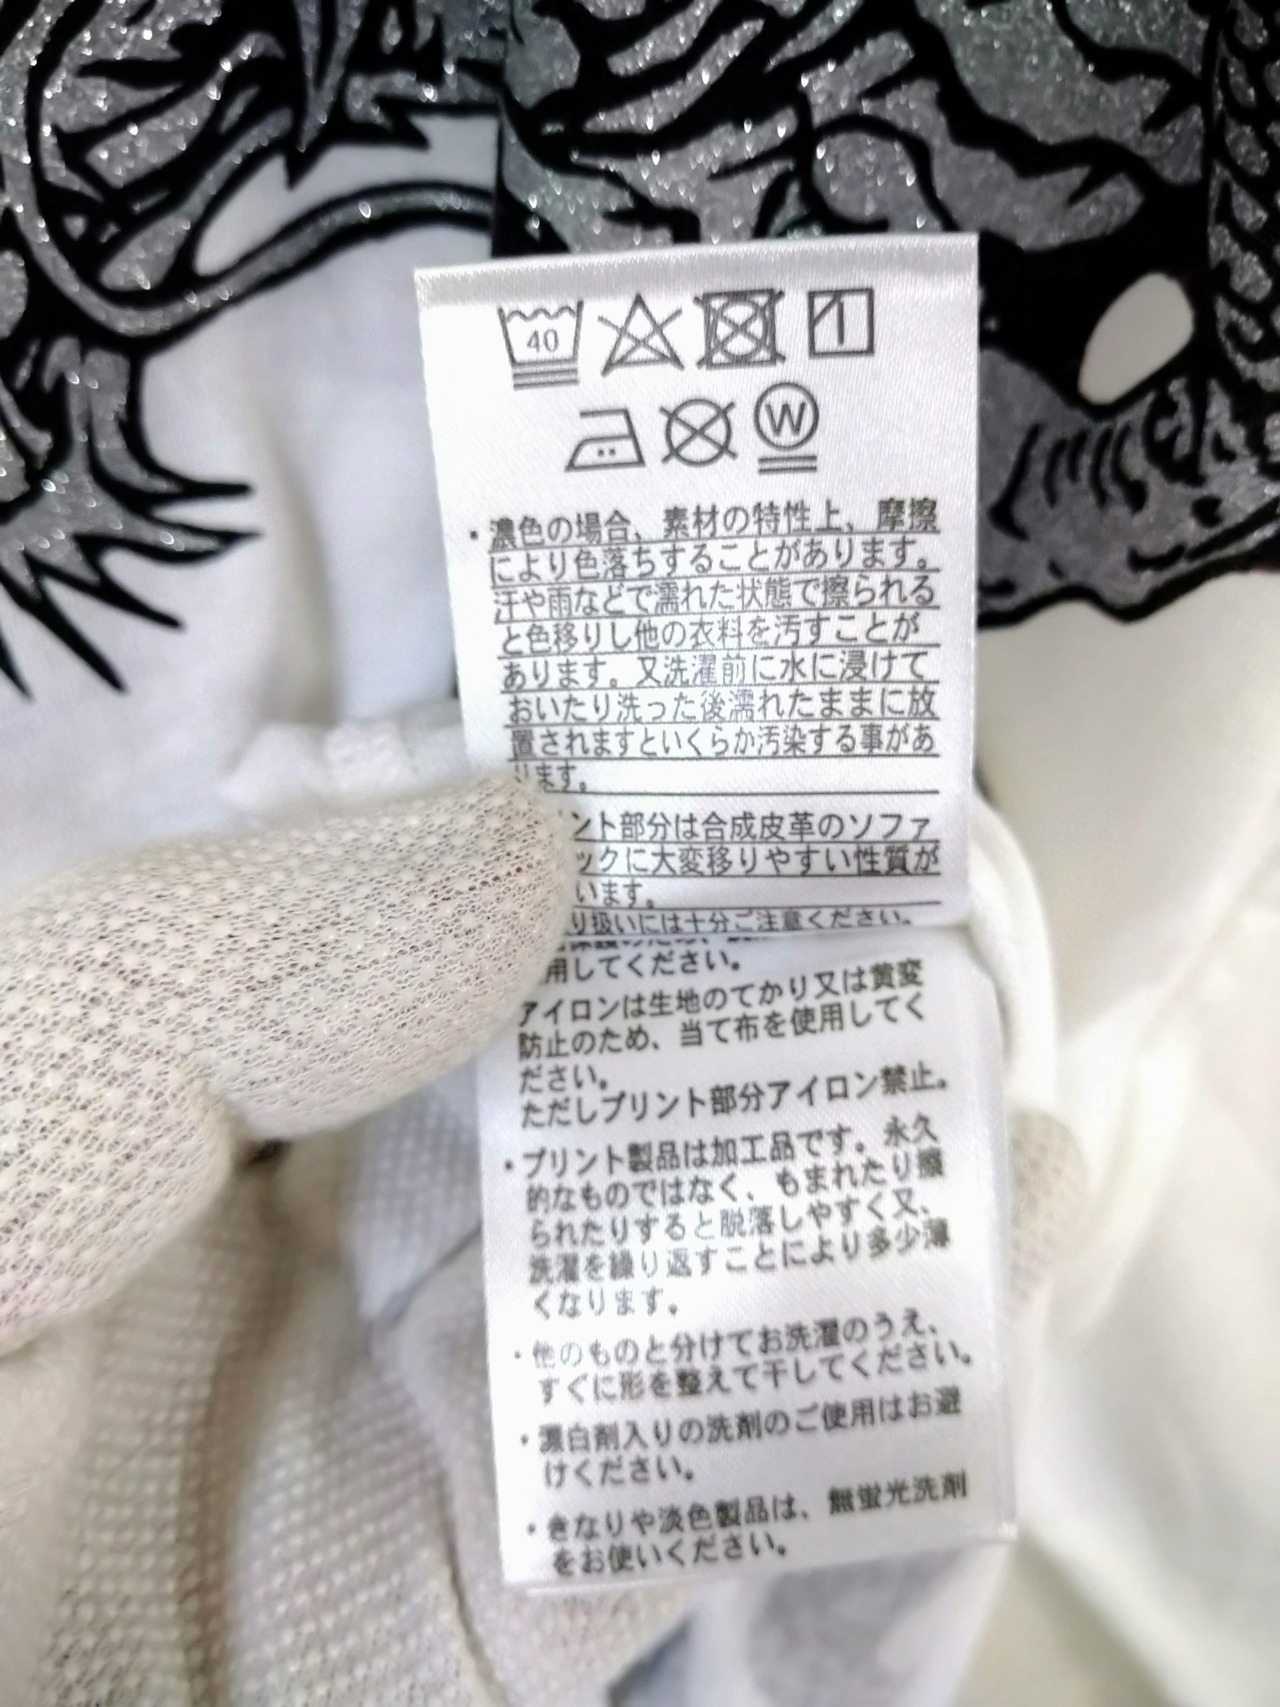 40
W
・濃色の場合、素材の特性上、摩擦
により色落ちすることがあります。
汗や雨などで濡れた状態で擦られる
と色移りし他の衣料を汚すことが
あります。又洗濯前に水に浸けて
おいたり洗った後濡れたままに放
置されますといくらか汚染する事があ
ります。
ント部分は合成皮革のソファ
ックに大変移りやすい性質が
います。
り扱いには十分ご注意ください。
用してください。
アイロンは生地のてかり又は黄変
防止のため、当て布を使用してく
ださい。
ただしプリント部分アイロン禁止。
・プリント製品は加工品です。永久
的なものではなく、もまれたり擦
られたりすると脱落しやすく又、
洗濯を繰り返すことにより多少薄
くなります。
・他のものと分けてお洗濯のうえ、
すぐに形を整えて干してください。
・漂白剤入りの洗剤のご使用はお避
けください。
・きなりや淡色製品は、無蛍光洗剤
をお使いください。